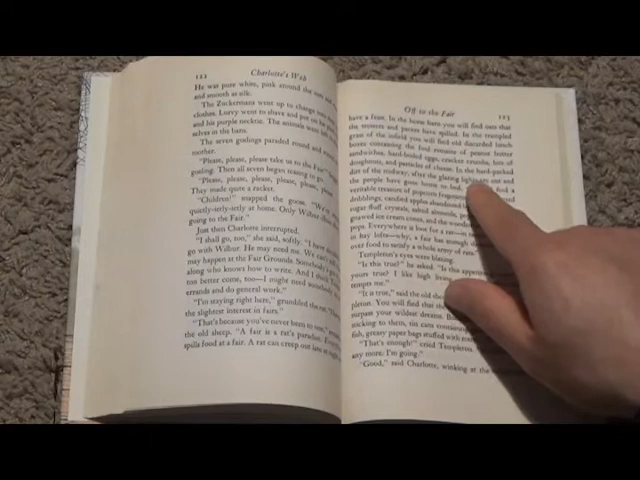 122 Charlotte's Web
He was pure white, pink around the ears and
and smooth as silk.
The Zuckermans went up to change into
clothes. Lurvy went to shave and put on his
and his purple necktie. The animals were
selves in the barn.
The seven goslings paraded round and
mother.
"Please, please, please take us to the Fair!"
gosling. Then all seven began teasing to go.
"Please, please, please, please, please, please
They made quite a racket.
"Children!" snapped the goose. "We're
quietly-ietly-ietly at home. Only Wilbur
going to the Fair."
Just then Charlotte interrupted.
"I shall go, too," she said, softly. "I have
go with Wilbur. He may need me. We can't
may happen at the Fair Grounds. Somebody's
along who knows how to write. And I think
better come, too—I might need somebody
errands and do general work."
"I'm staying right here," grumbled the rat.
the slightest interest in fairs."
"That's because you've never been to one,"
the old sheep. "A fair is a rat's paradise.
spills food at a fair. A rat can creep out late at
Off to the Fair 123
have a feast. In the horse barn you will find oats that
the trotters and pacers have spilled. In the trampled
grass of the infield you will find old discarded lunch
boxes containing the foul remains of peanut butter
sandwiches, hard-boiled eggs, cracker crumbs, bits of
doughnuts, and particles of cheese. In the hard-packed
dirt of the midway, after the glaring lights are out and
the people have gone home to bed, you will find a
veritable treasure of popcorn fragments,
dribblings, candied apples abandoned
sugar fluff crystals, salted almonds,
gnawed ice cream cones, and the wooden
pops. Everywhere is loot for a rat—in
in hay lofts—why, a fair has enough
over food to satisfy a whole army of rats."
Templeton's eyes were blazing.
"Is this true?" he asked. "Is this appetizing
yours true? I like high living
tempts me."
"It is true," said the old sheep.
pleton. You will find that
surpass your wildest dreams.
sticking to them, tin cans
fish, greasy paper bags stuffed with
"That's enough!" cried Templeton.
any more. I'm going."
"Good," said Charlotte, winking at the